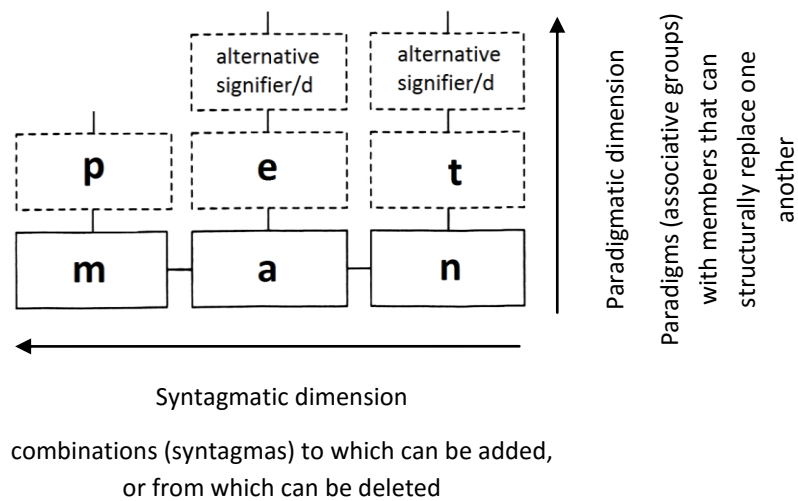 alternative
signifier/d
alternative
signifier/d
p
e
t
m
a
n
Paradigmatic dimension
Paradigms (associative groups)
with members that can
structurally replace one
another
Syntagmatic dimension
combinations (syntagmas) to which can be added,
or from which can be deleted